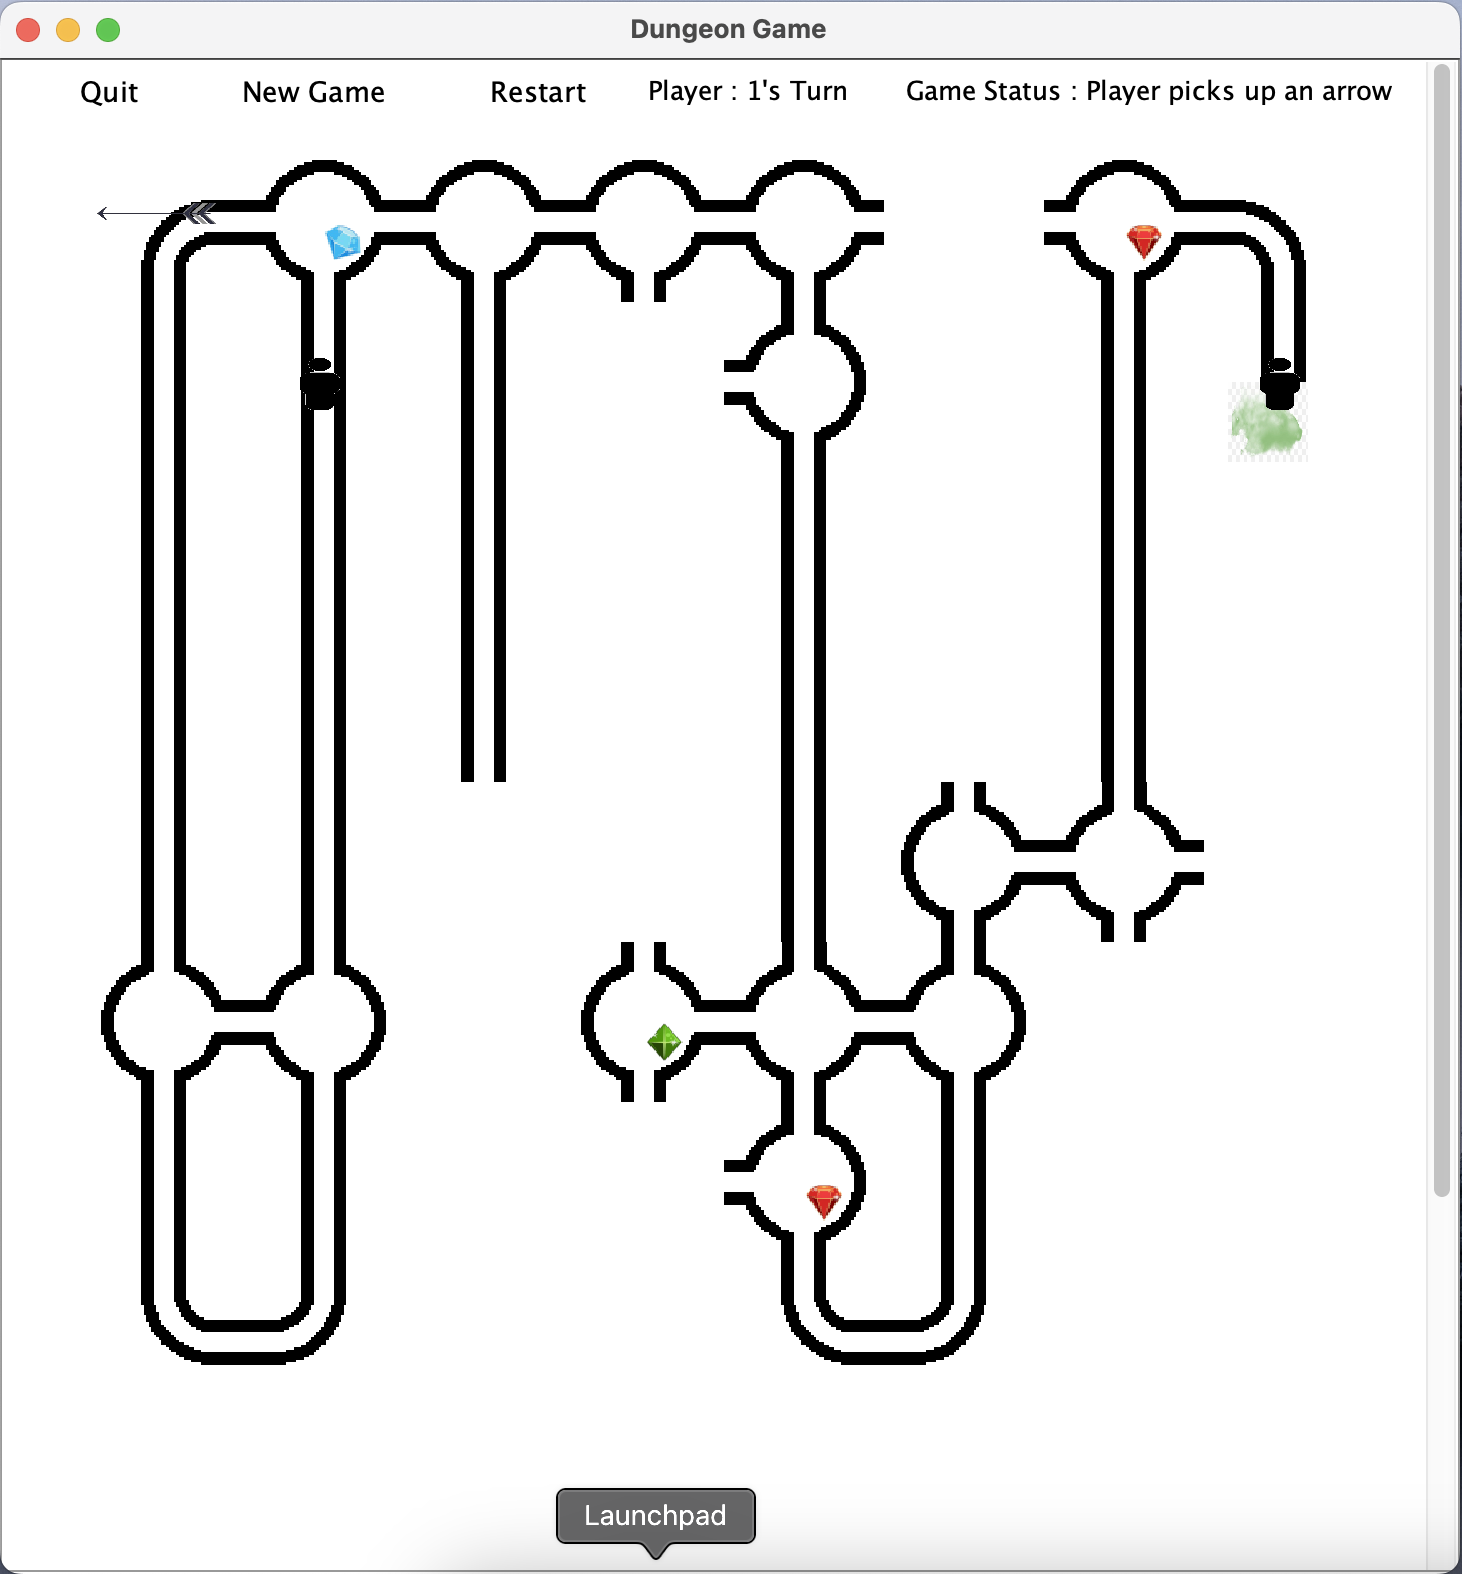 Dungeon Game
Quit New Game Restart Player : 1's Turn Game Status : Player picks up an arrow
Launchpad